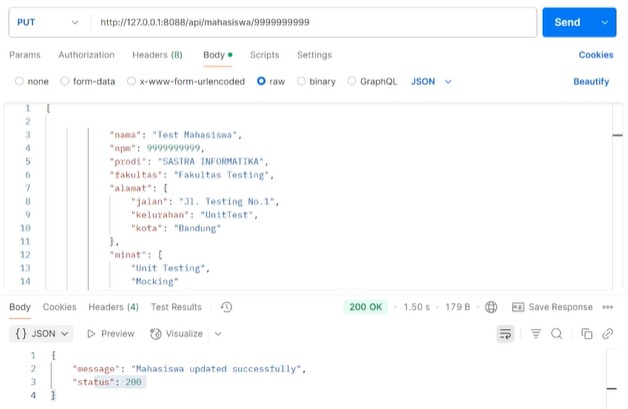 PUT http://127.0.0.1:8088/api/mahasiswa/9999999999 Send
Params Authorization Headers (8) Body Scripts Settings Cookies
none form-data x-www-form-urlencoded raw binary GraphQL JSON Beautify
1 {
2
3 "nama": "Test Mahasiswa",
4 "npm": 9999999999,
5 "prodi": "SASTRA INFORMATIKA",
6 "fakultas": "Fakultas Testing",
7 "alamat": {
8 "jalan": "Jl. Testing No.1",
9 "kelurahan": "UnitTest",
10 "kota": "Bandung"
11 },
12 "minat": [
13 "Unit Testing",
14 "Mocking"
Body Cookies Headers (4) Test Results 200 OK 1.50 s 179 B Save Response
{} JSON Preview Visualize
1 {
2 "message": "Mahasiswa updated successfully",
3 "status": 200
4 }